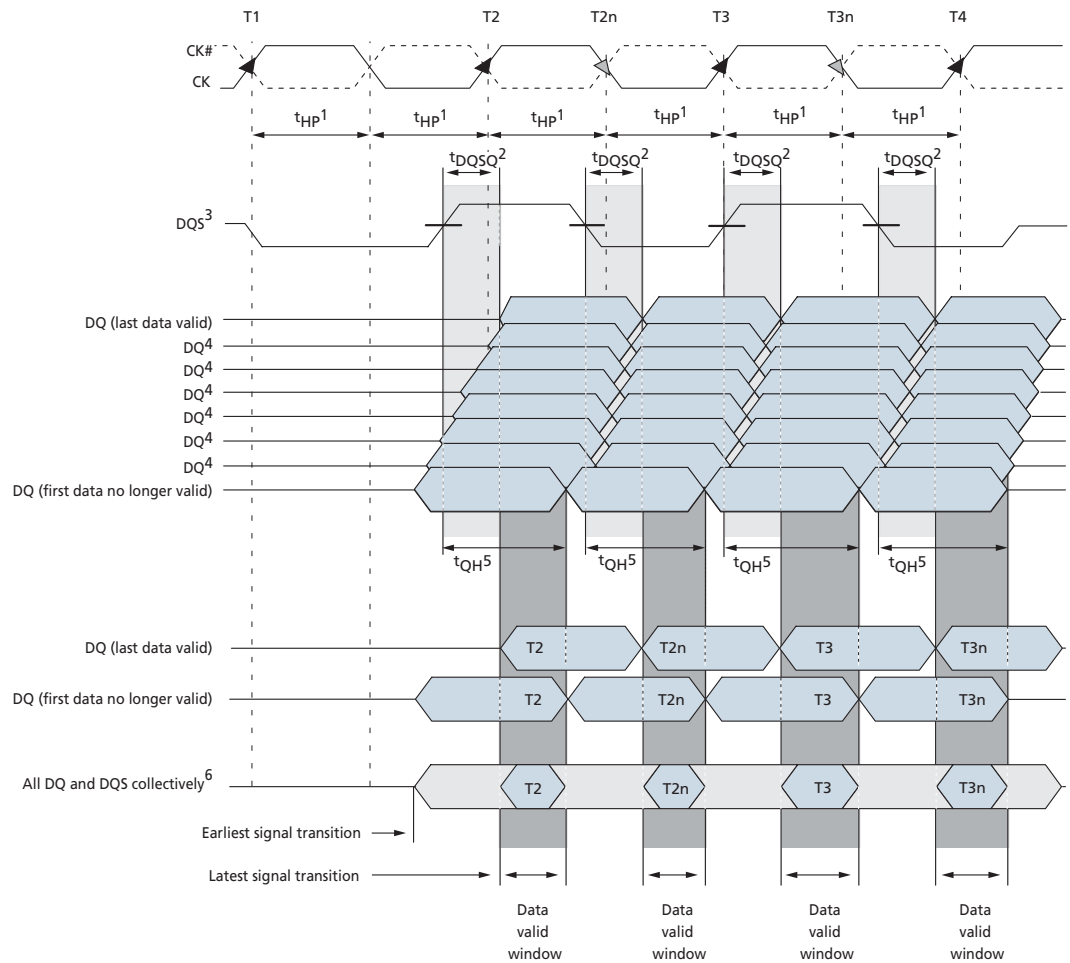 T1 T2 T2n T3 T3n T4
CK#
CK
tHP1 tHP1 tHP1 tHP1 tHP1 tHP1
tDQSQ2 tDQSQ2 tDQSQ2 tDQSQ2
DQS3
DQ (last data valid)
DQ4
DQ4
DQ4
DQ4
DQ4
DQ4
DQ (first data no longer valid)
tQH5 tQH5 tQH5 tQH5
DQ (last data valid) T2 T2n T3 T3n
DQ (first data no longer valid) T2 T2n T3 T3n
All DQ and DQS collectively6 T2 T2n T3 T3n
Earliest signal transition
Latest signal transition
Data valid window
Data valid window
Data valid window
Data valid window